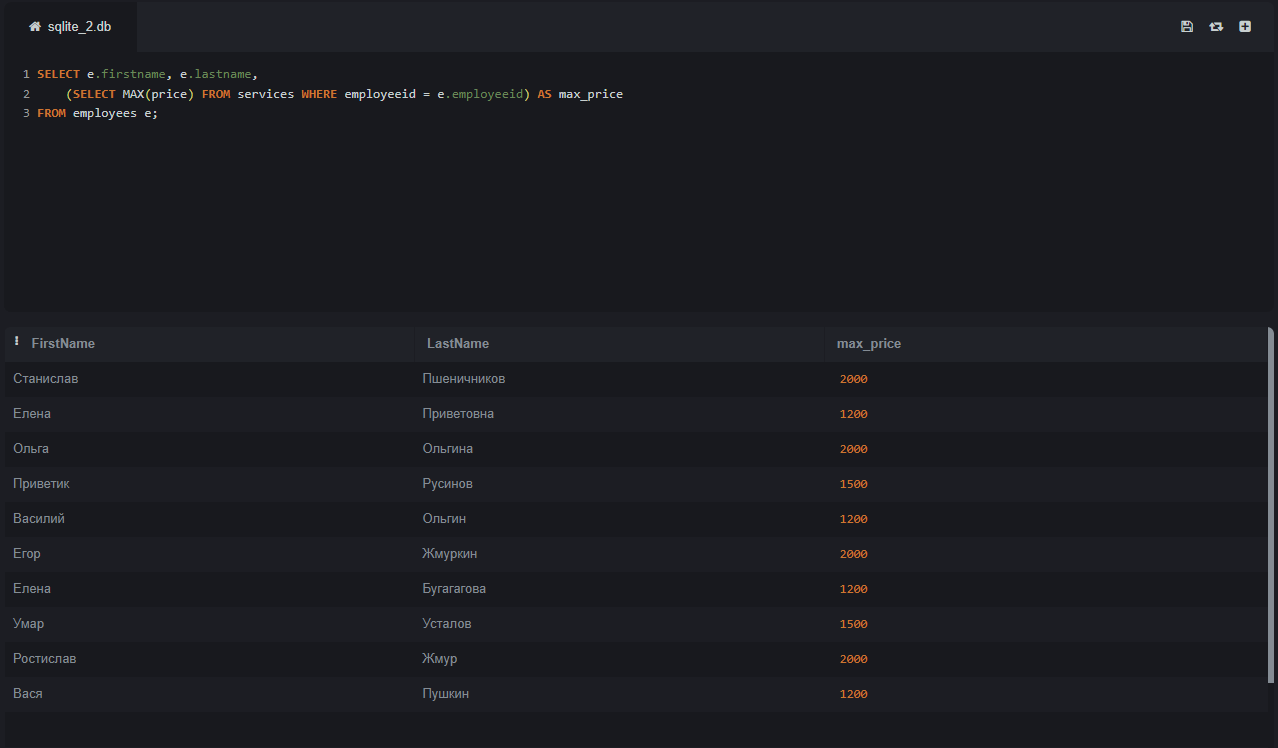 sqlite_2.db
1 SELECT e.firstname, e.lastname,
2 (SELECT MAX(price) FROM services WHERE employeeid = e.employeeid) AS max_price
3 FROM employees e;
FirstName LastName max_price
Станислав Пшеничников 2000
Елена Приветовна 1200
Ольга Ольгина 2000
Приветик Русинов 1500
Василий Ольгин 1200
Егор Жмуркин 2000
Елена Бугагагова 1200
Умар Усталов 1500
Ростислав Жмур 2000
Вася Пушкин 1200